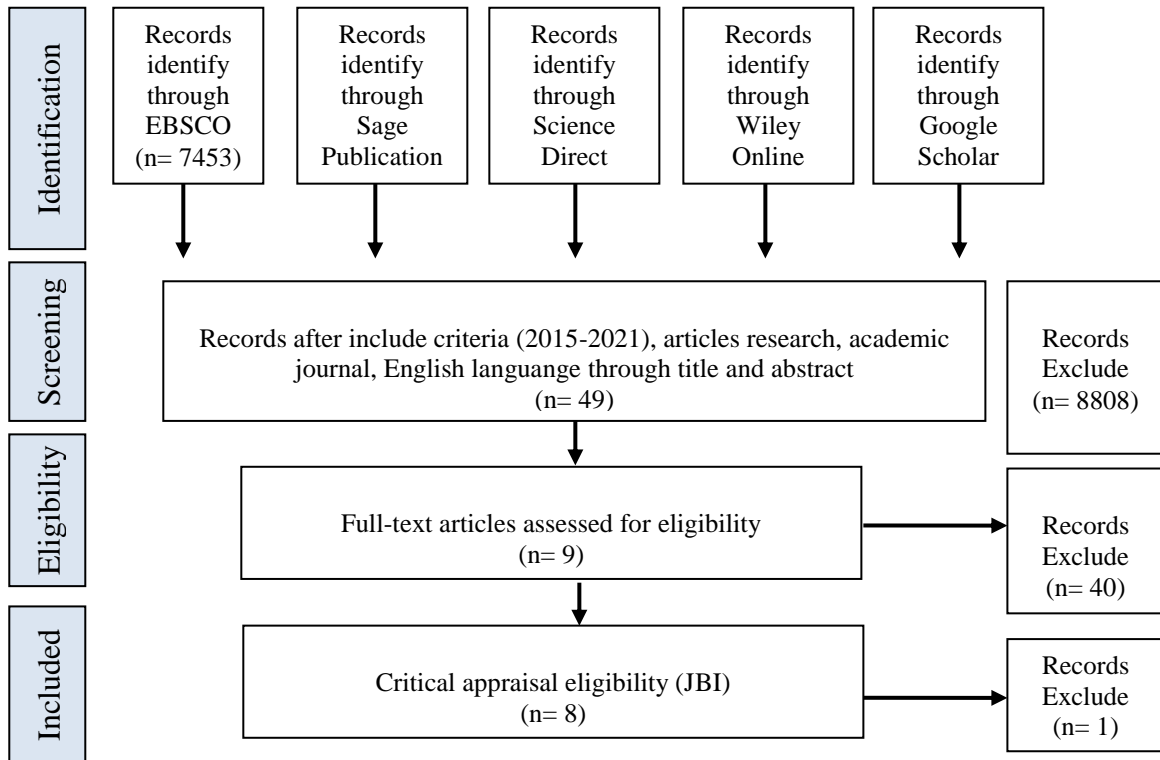 Identification
Records
identify
through
EBSCO
(n= 7453)
Records
identify
through
Sage
Publication
Records
identify
through
Science
Direct
Records
identify
through
Wiley
Online
Records
identify
through
Google
Scholar
Screening
Records after include criteria (2015-2021), articles research, academic
journal, English languange through title and abstract
(n= 49)
Records
Exclude
(n= 8808)
Eligibility
Full-text articles assessed for eligibility
(n= 9)
Records
Exclude
(n= 40)
Included
Critical appraisal eligibility (JBI)
(n= 8)
Records
Exclude
(n= 1)